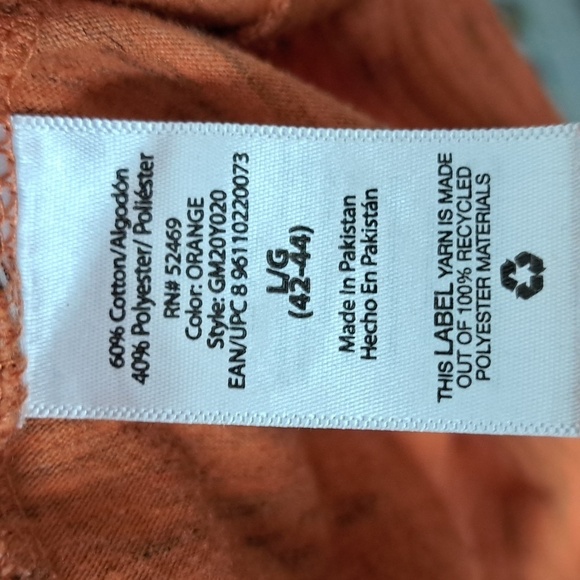 60% Cotton/Algodón
40% Polyester/ Poliéster
RN# 52469
Color: ORANGE
Style: GM20Y020
EAN/UPC 8 96110220073
L/G
(42-44)
Made In Pakistan
Hecho En Pakistán
THIS LABEL YARN IS MADE
OUT OF 100% RECYCLED
POLYESTER MATERIALS